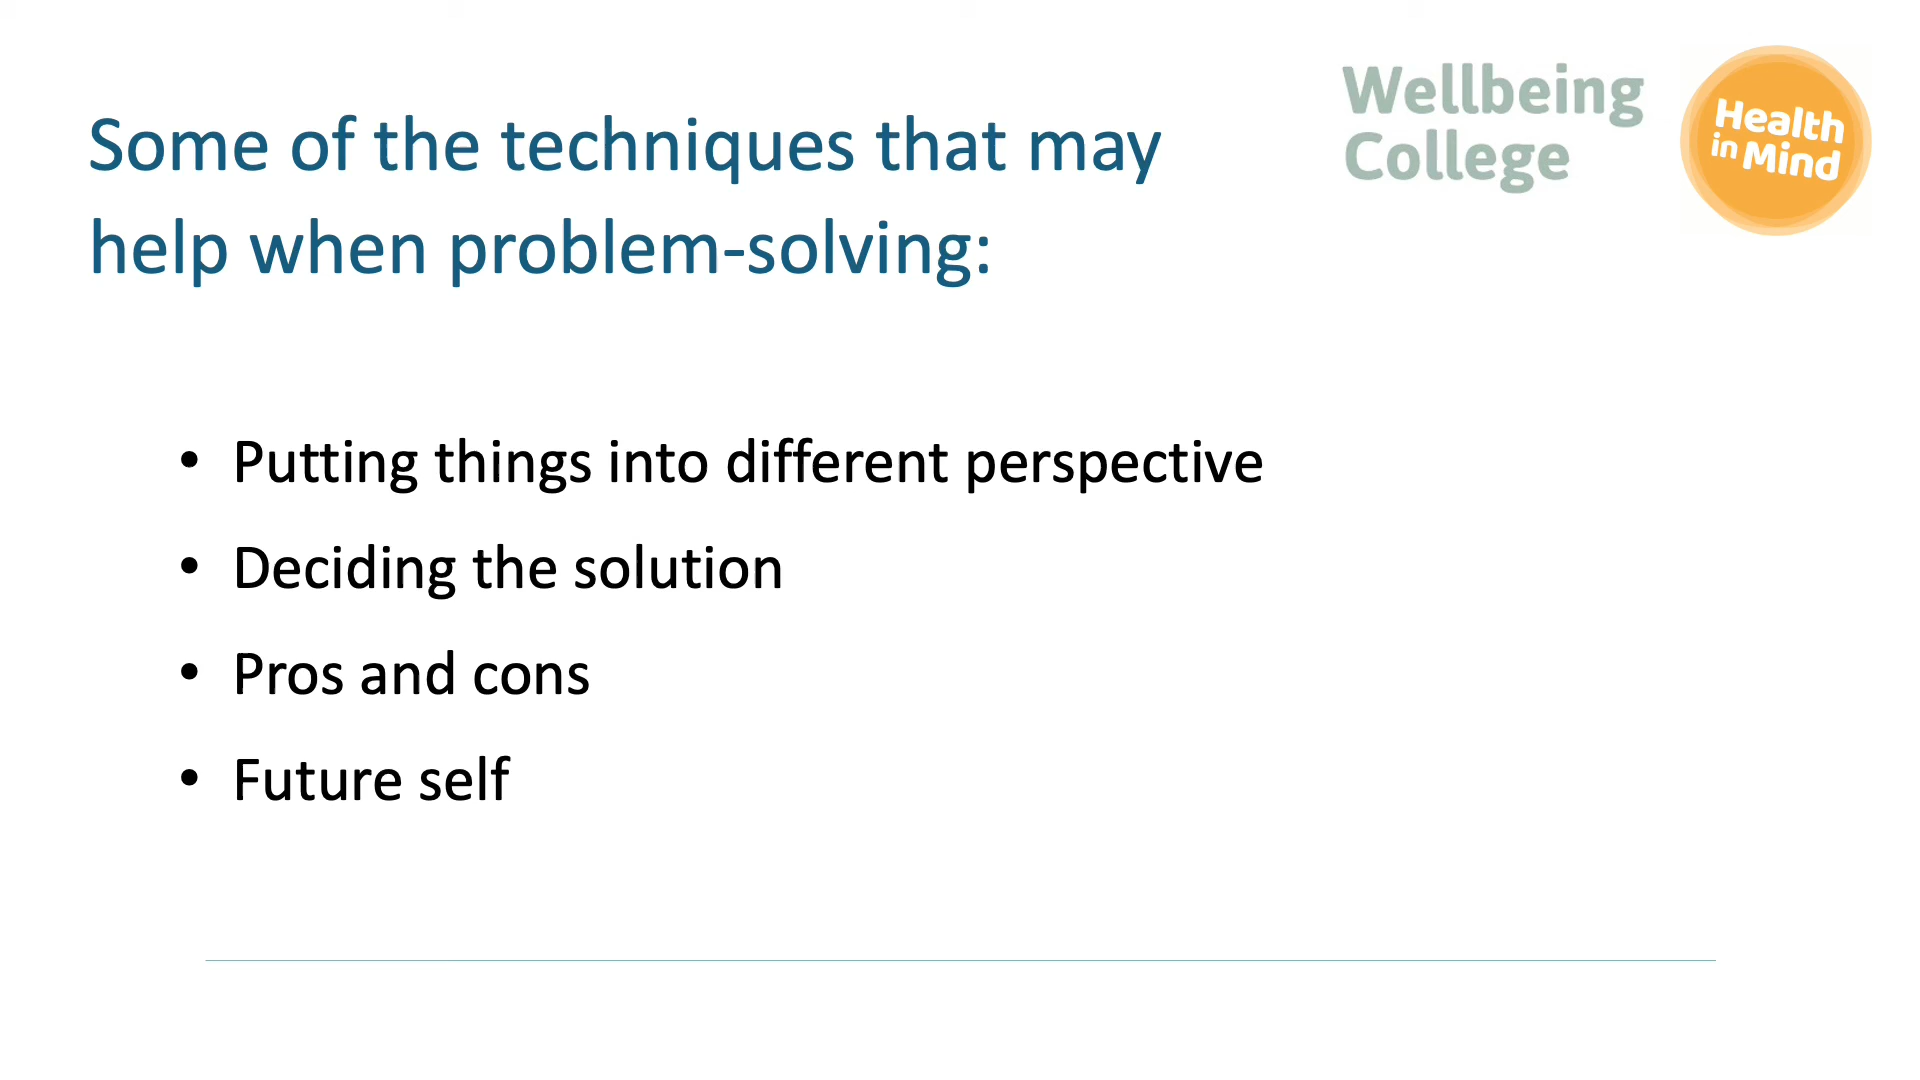 Some of the techniques that may
help when problem-solving:
Wellbeing
College
Health
in Mind
• Putting things into different perspective
• Deciding the solution
• Pros and cons
• Future self